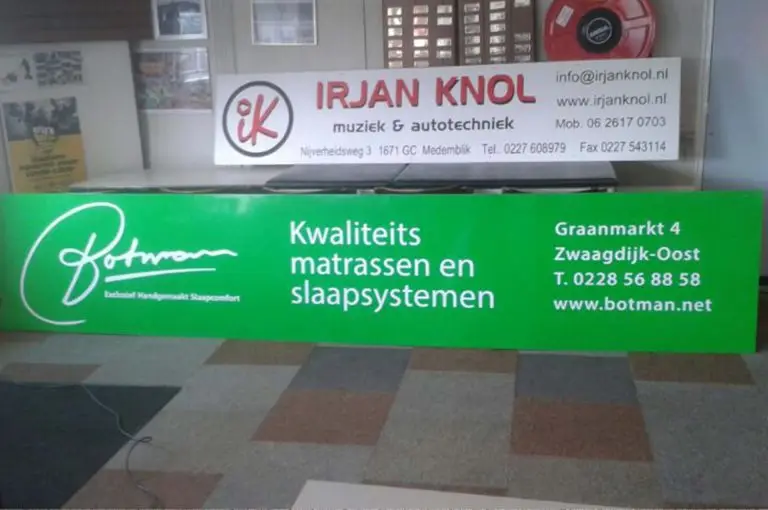 iK
IRJAN KNOL
muziek & autotechniek
Nijverheidsweg 3 1671 GC Medemblik Tel.. 0227 608979 Fax 0227 543114
info@irjanknol.nl
www.irjanknol.nl
Mob. 06 2617 0703
Botman
Exclusief Handgemaakt Slaapcomfort
Kwaliteits
matrassen en
slaapsystemen
Graanmarkt 4
Zwaagdijk-Oost
T. 0228 56 88 58
www.botman.net